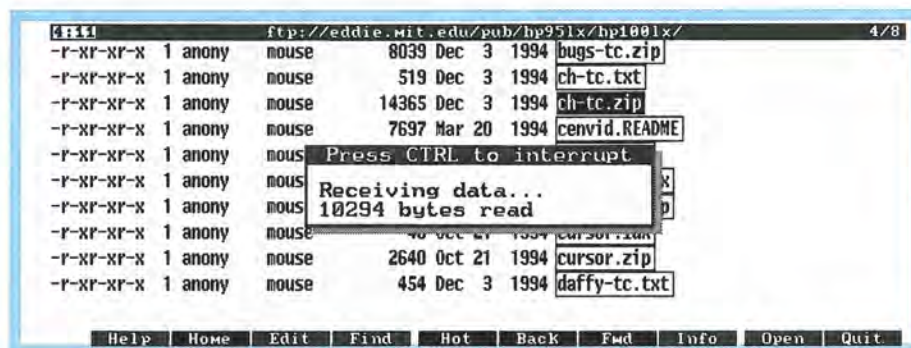 4:11 ftp://eddie.mit.edu/pub/hp95lx/hp100lx/ 4/8
-r-xr-xr-x 1 anony mouse 8039 Dec 3 1994 bugs-tc.zip
-r-xr-xr-x 1 anony mouse 519 Dec 3 1994 ch-tc.txt
-r-xr-xr-x 1 anony mouse 14365 Dec 3 1994 ch-tc.zip
-r-xr-xr-x 1 anony mouse 7697 Mar 20 1994 cenvid.README
-r-xr-xr-x 1 anony mous
Press CTRL to interrupt
-r-xr-xr-x 1 anony mous x
Receiving data...
-r-xr-xr-x 1 anony mous p
10294 bytes read
-r-xr-xr-x 1 anony mouse
-r-xr-xr-x 1 anony mouse 2640 Oct 21 1994 cursor.zip
-r-xr-xr-x 1 anony mouse 454 Dec 3 1994 daffy-tc.txt
Help Home Edit Find Hot Back Fwd Info Open Quit